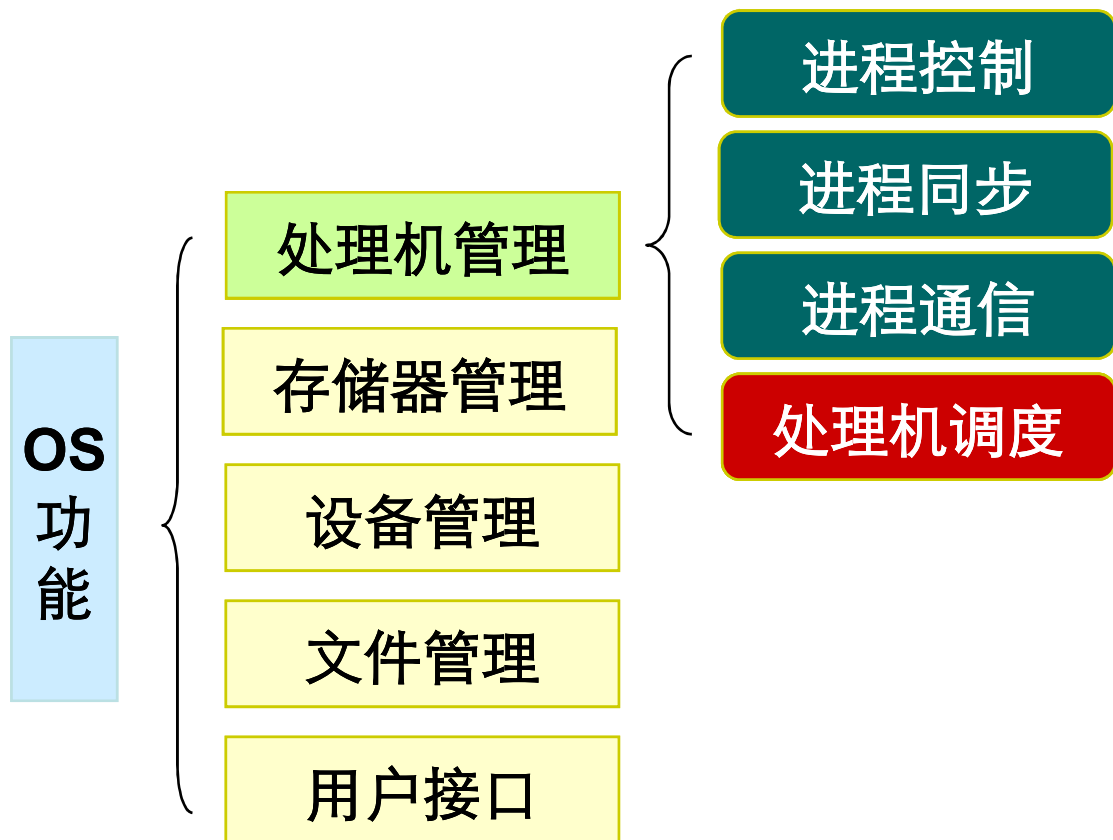 OS
功
能
处理机管理
存储器管理
设备管理
文件管理
用户接口
进程控制
进程同步
进程通信
处理机调度